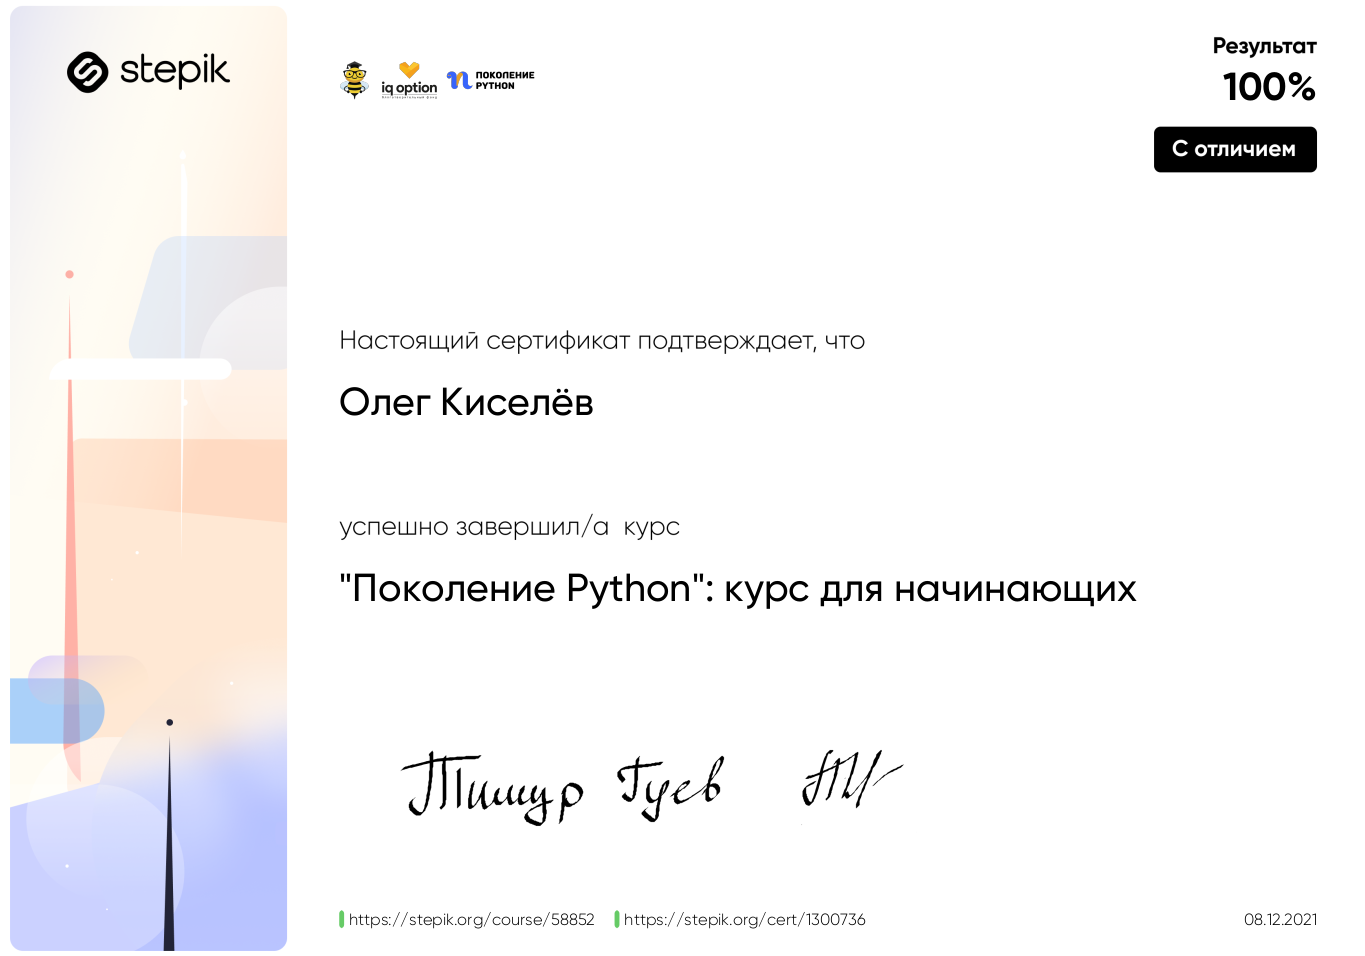 stepik
iq option
ПОКОЛЕНИЕ
PYTHON
Результат
100%
С отличием
Настоящий сертификат подтверждает, что
Олег Киселёв
успешно завершил/а курс
"Поколение Python": курс для начинающих
Тимур Гуев
https://stepik.org/course/58852
https://stepik.org/cert/1300736
08.12.2021